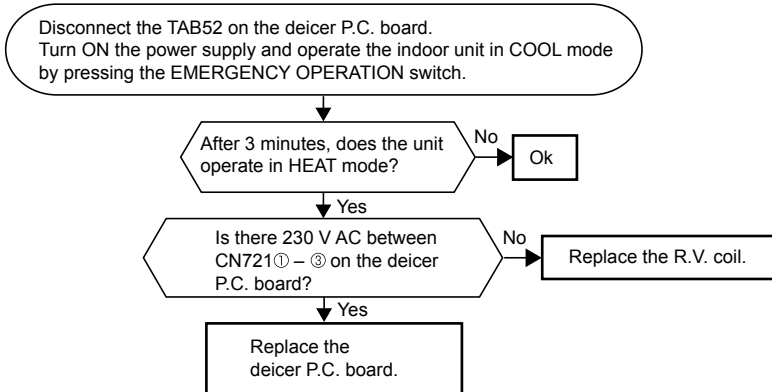 Disconnect the TAB52 on the deicer P.C. board.
Turn ON the power supply and operate the indoor unit in COOL mode
by pressing the EMERGENCY OPERATION switch.
After 3 minutes, does the unit
operate in HEAT mode?
No
Ok
Yes
Is there 230 V AC between
CN721① – ③ on the deicer
P.C. board?
No
Replace the R.V. coil.
Yes
Replace the
deicer P.C. board.